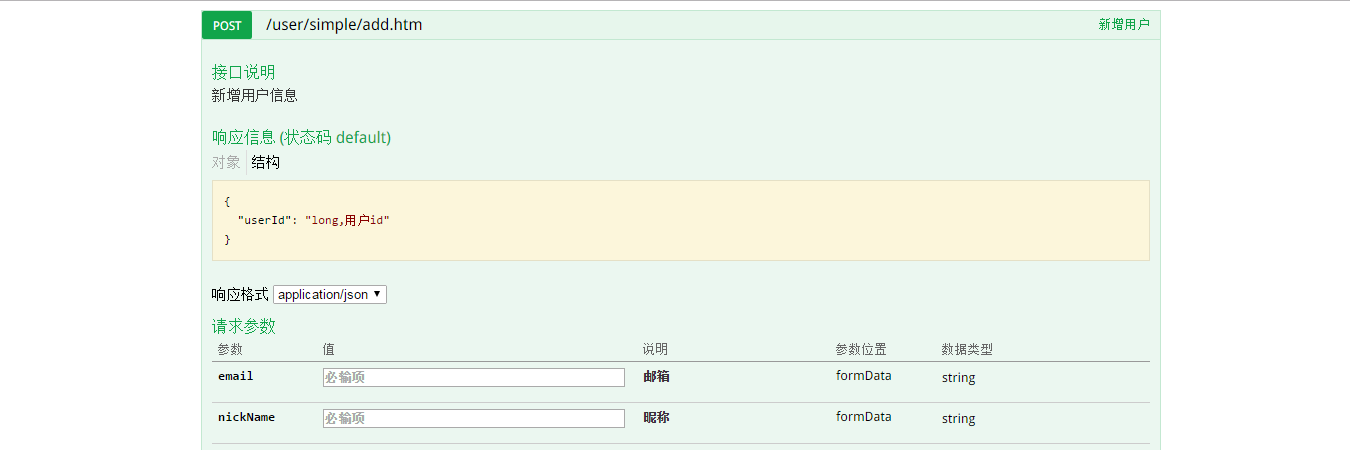 POST /user/simple/add.htm 新增用户
接口说明
新增用户信息
响应信息 (状态码 default)
对象 结构
{
"userId": "long,用户id"
}
响应格式 application/json
请求参数
参数 值 说明 参数位置 数据类型
email 必输项 邮箱 formData string
nickName 必输项 昵称 formData string